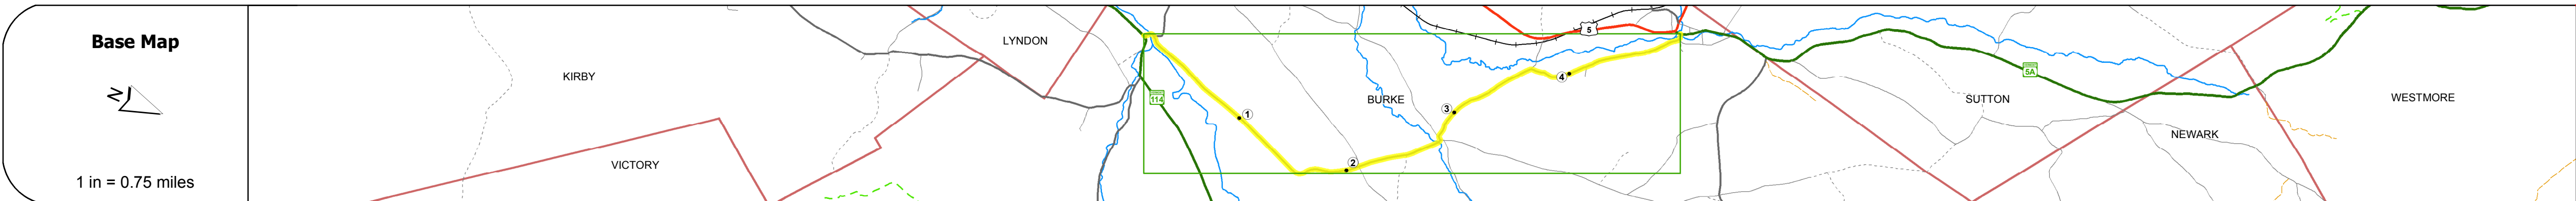 Base Map
N
1 in = 0.75 miles
KIRBY
VICTORY
LYNDON
114
1
2
BURKE
3
4
5
SUTTON
5A
NEWARK
WESTMORE